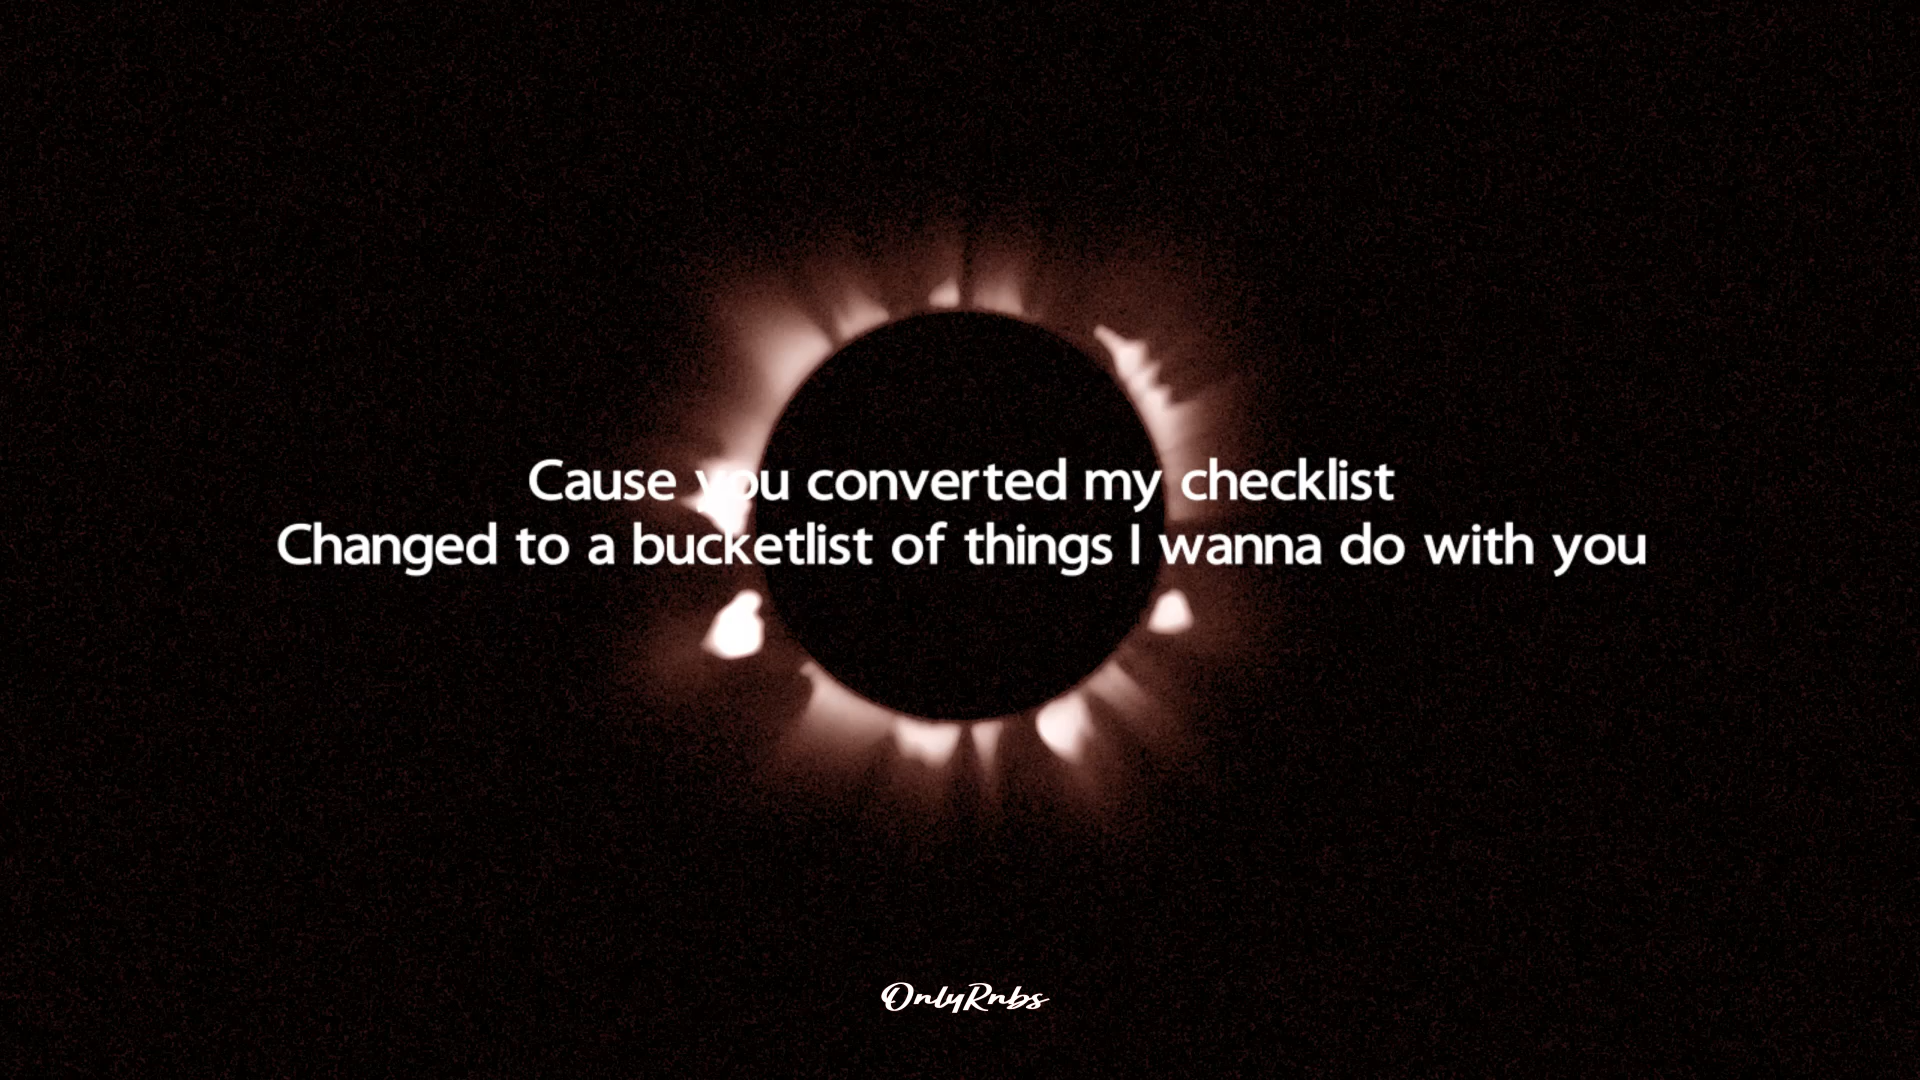 Cause you converted my checklist
Changed to a bucketlist of things I wanna do with you
OnlyRnbs